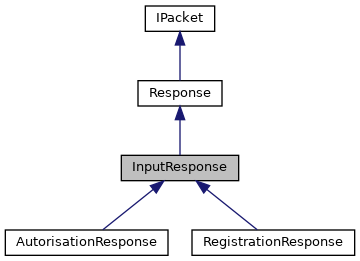 IPacket
Response
InputResponse
AutorisationResponse
RegistrationResponse